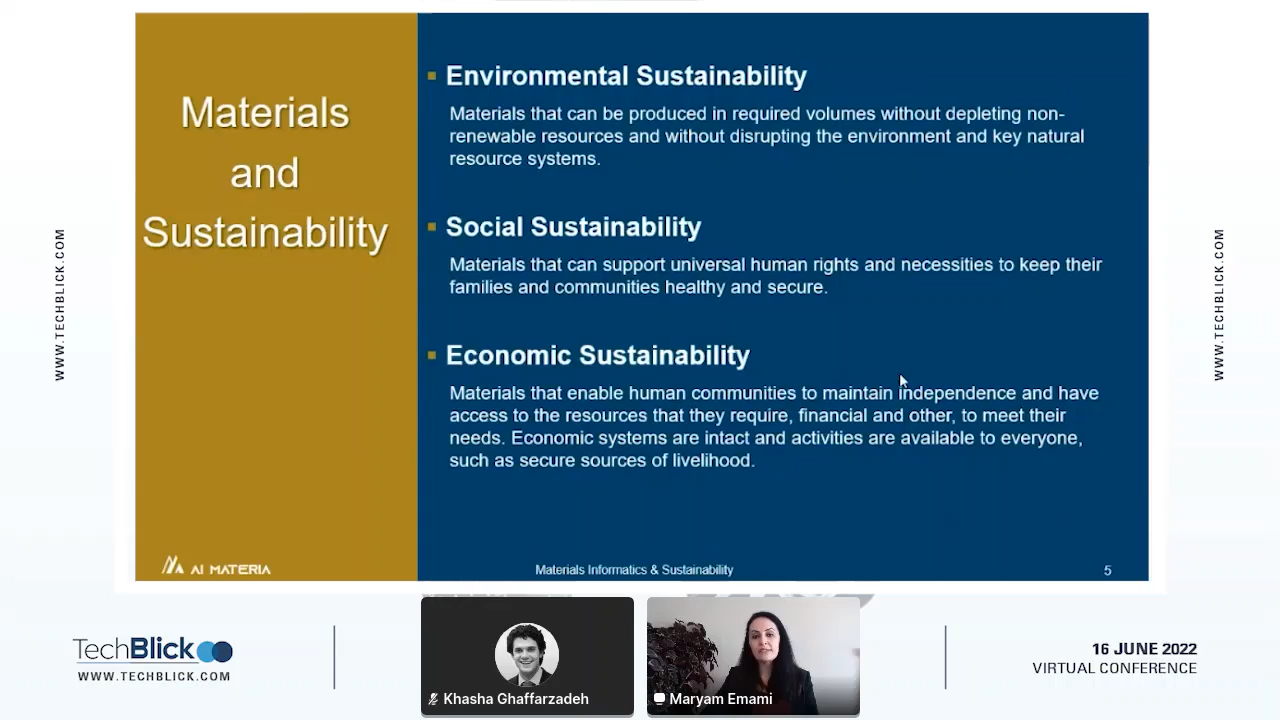 Materials
and
Sustainability
Environmental Sustainability
Materials that can be produced in required volumes without depleting non-
renewable resources and without disrupting the environment and key natural
resource systems.
Social Sustainability
Materials that can support universal human rights and necessities to keep their
families and communities healthy and secure.
Economic Sustainability
Materials that enable human communities to maintain independence and have
access to the resources that they require, financial and other, to meet their
needs. Economic systems are intact and activities are available to everyone,
such as secure sources of livelihood.
AI MATERIA
Materials Informatics & Sustainability
5
WWW.TECHBLICK.COM
WWW.TECHBLICK.COM
TechBlick
WWW.TECHBLICK.COM
Khasha Ghaffarzadeh
Maryam Emami
16 JUNE 2022
VIRTUAL CONFERENCE